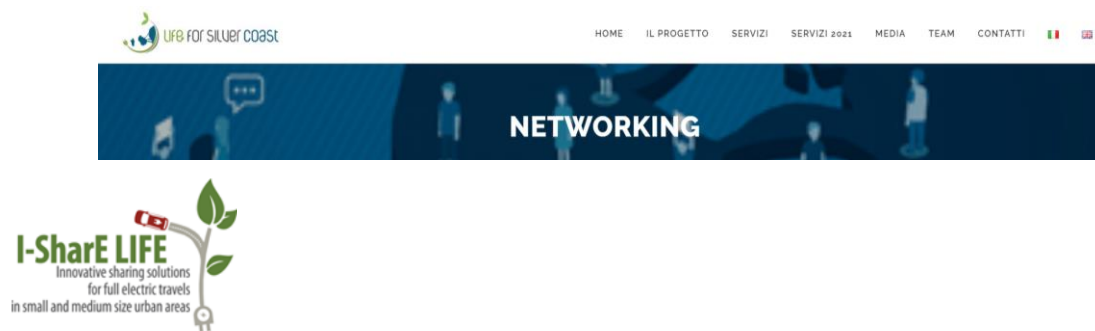 LIFE FOR SILVER COAST
HOME IL PROGETTO SERVIZI SERVIZI 2021 MEDIA TEAM CONTATTI
NETWORKING
I-SharE LIFE
Innovative sharing solutions
for full electric travels
in small and medium size urban areas